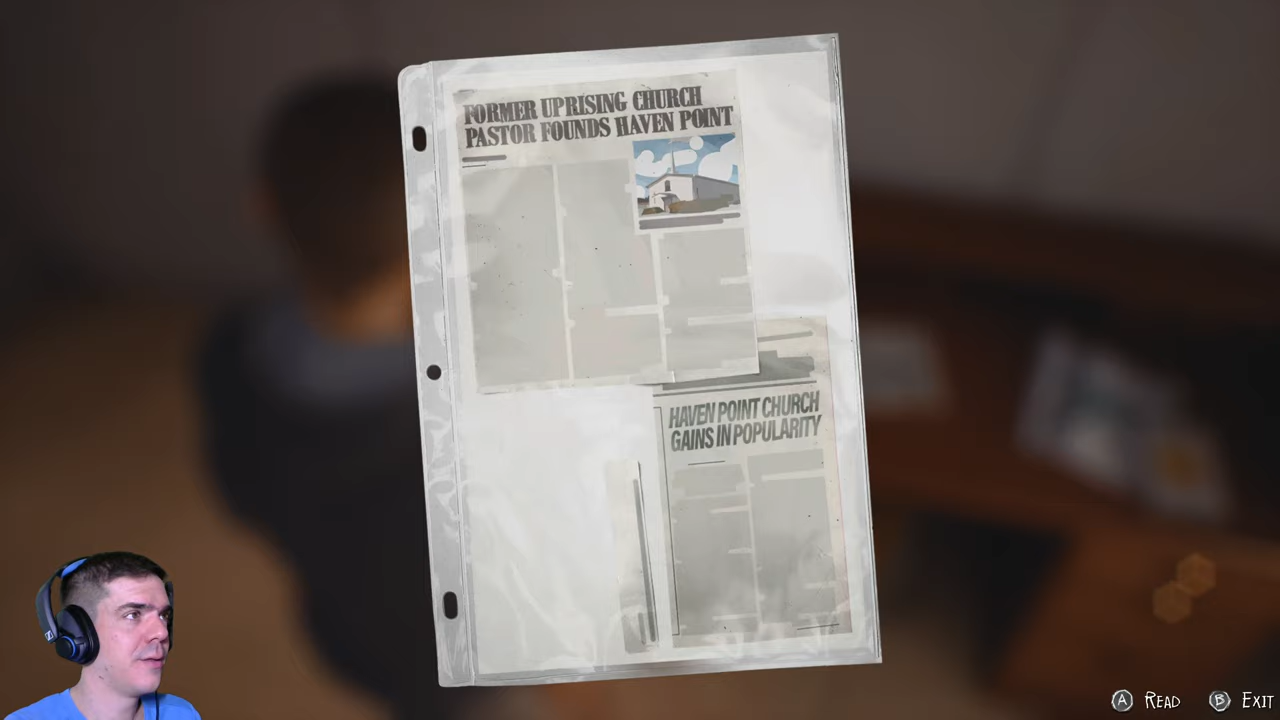 FORMER UPRISING CHURCH
PASTOR FOUNDS HAVEN POINT
HAVEN POINT CHURCH
GAINS IN POPULARITY
A READ B EXIT